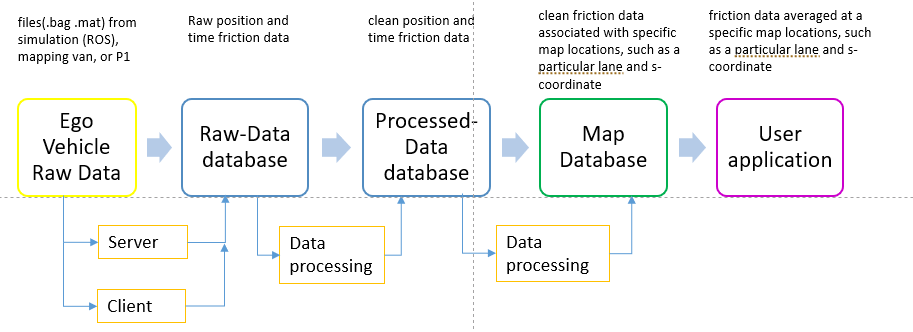 files(.bag .mat) from
simulation (ROS),
mapping van, or P1
Raw position and
time friction data
clean position and
time friction data
clean friction data
associated with specific
map locations, such as a
particular lane and s-
coordinate
friction data averaged at a
specific map locations, such
as a particular lane and s-
coordinate
Ego
Vehicle
Raw Data
Raw-Data
database
Processed-
Data
database
Map
Database
User
application
Server
Client
Data
processing
Data
processing